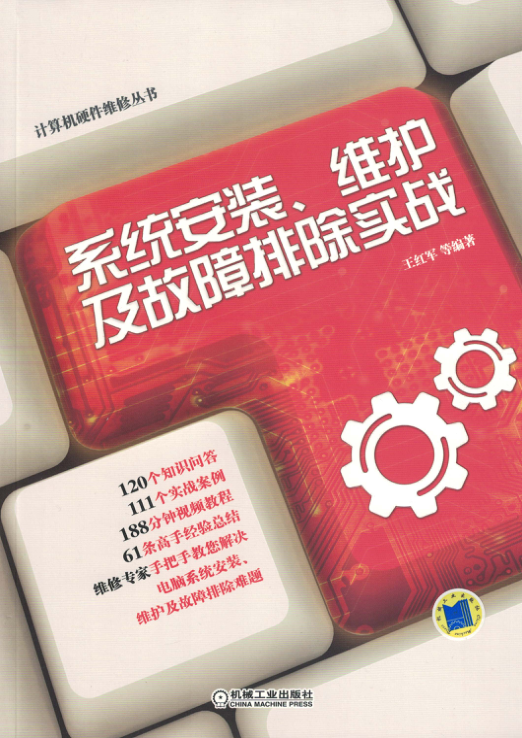 计算机硬件维修丛书
系统安装、维护
及故障排除实战
王红军 等编著
120个知识问答
111个实战案例
188分钟视频教程
61条高手经验总结
维修专家手把手教您解决
电脑系统安装、
维护及故障排除难题
机械工业出版社
CHINA MACHINE PRESS